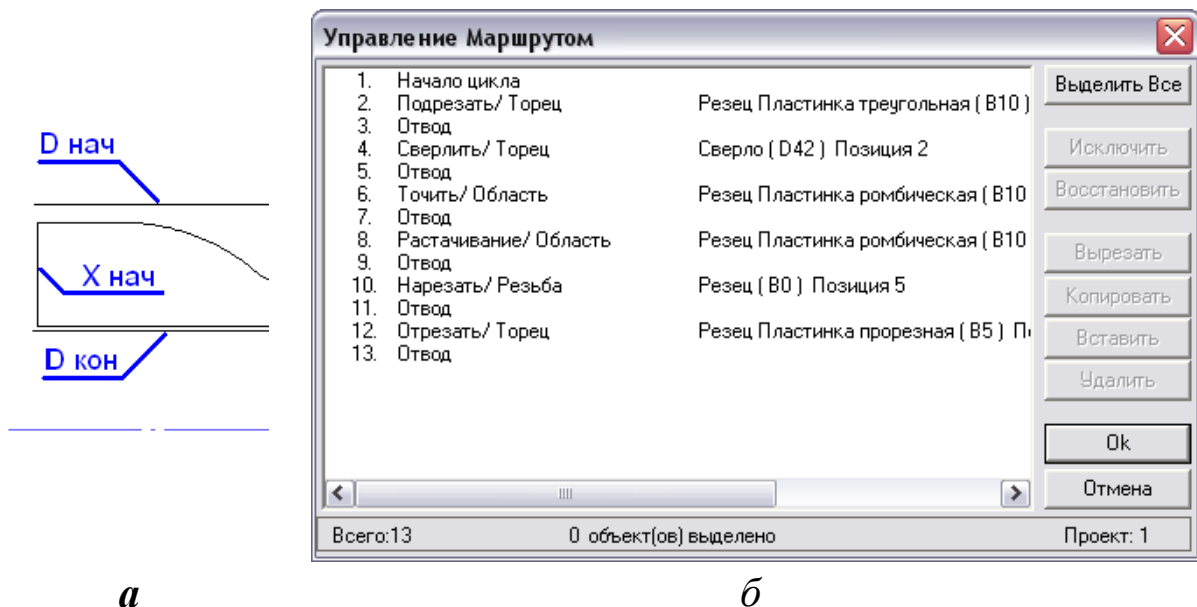 D нач
X нач
D кон
а
Управление Маршрутом
1. Начало цикла
2. Подрезать/ Торец Резец Пластинка треугольная ( B10 )
3. Отвод
4. Сверлить/ Торец Сверло ( D42 ) Позиция 2
5. Отвод
6. Точить/ Область Резец Пластинка ромбическая ( B10
7. Отвод
8. Растачивание/ Область Резец Пластинка ромбическая ( B10
9. Отвод
10. Нарезать/ Резьба Резец ( B0 ) Позиция 5
11. Отвод
12. Отрезать/ Торец Резец Пластинка прорезная ( B5 )
13. Отвод
Выделить Все
Исключить
Восстановить
Вырезать
Копировать
Вставить
Удалить
Ok
Отмена
Всего:13 0 объект(ов) выделено Проект: 1
б